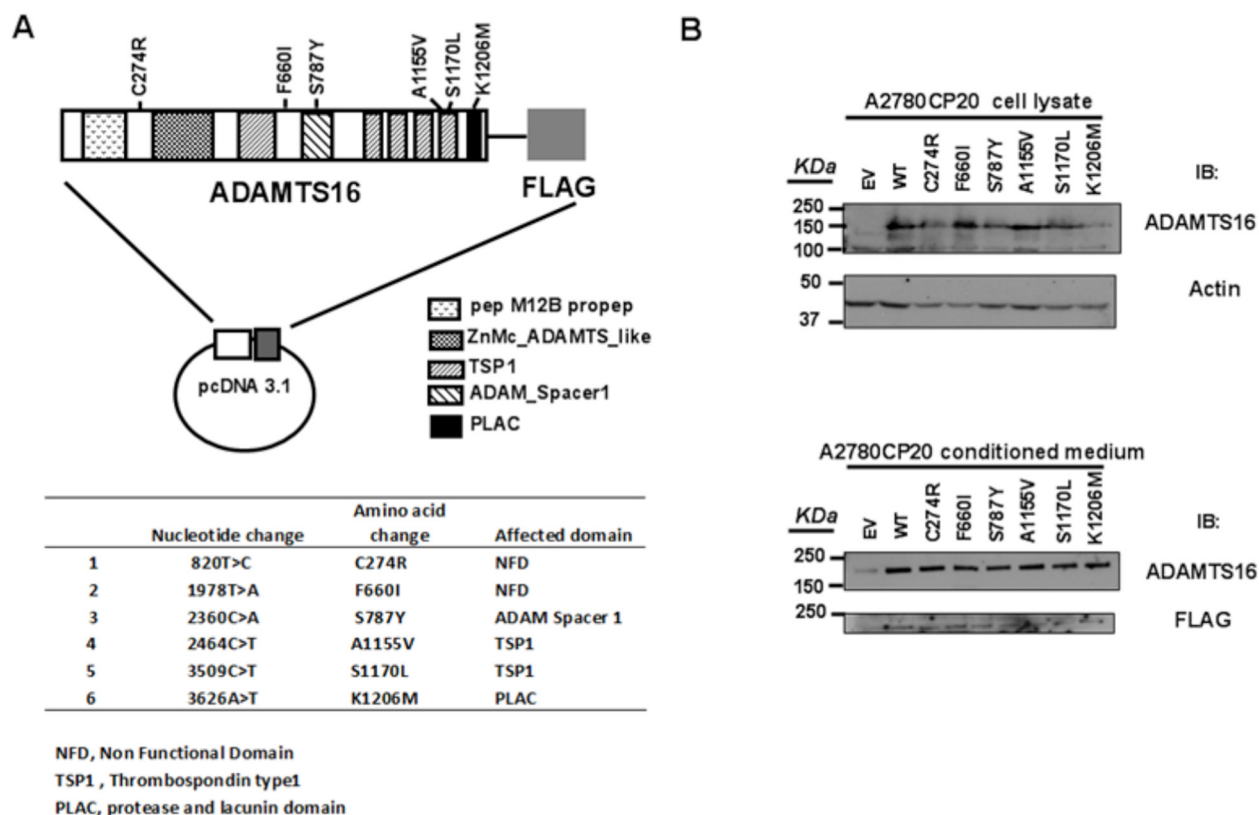 A
C274R
F660I
S787Y
A1155V
S1170L
K1206M
ADAMTS16
FLAG
pcDNA 3.1
pep M12B propep
ZnMc_ADAMTS_like
TSP1
ADAM_Spacer1
PLAC
Nucleotide change Amino acid change Affected domain
1 820T>C C274R NFD
2 1978T>A F660I NFD
3 2360C>A S787Y ADAM Spacer 1
4 2464C>T A1155V TSP1
5 3509C>T S1170L TSP1
6 3626A>T K1206M PLAC
NFD, Non Functional Domain
TSP1 , Thrombospondin type1
PLAC, protease and lacunin domain
B
A2780CP20 cell lysate
KDa EV WT C274R F660I S787Y A1155V S1170L K1206M IB:
250
150 ADAMTS16
100
50 Actin
37
A2780CP20 conditioned medium
KDa EV WT C274R F660I S787Y A1155V S1170L K1206M IB:
250 ADAMTS16
150
250 FLAG